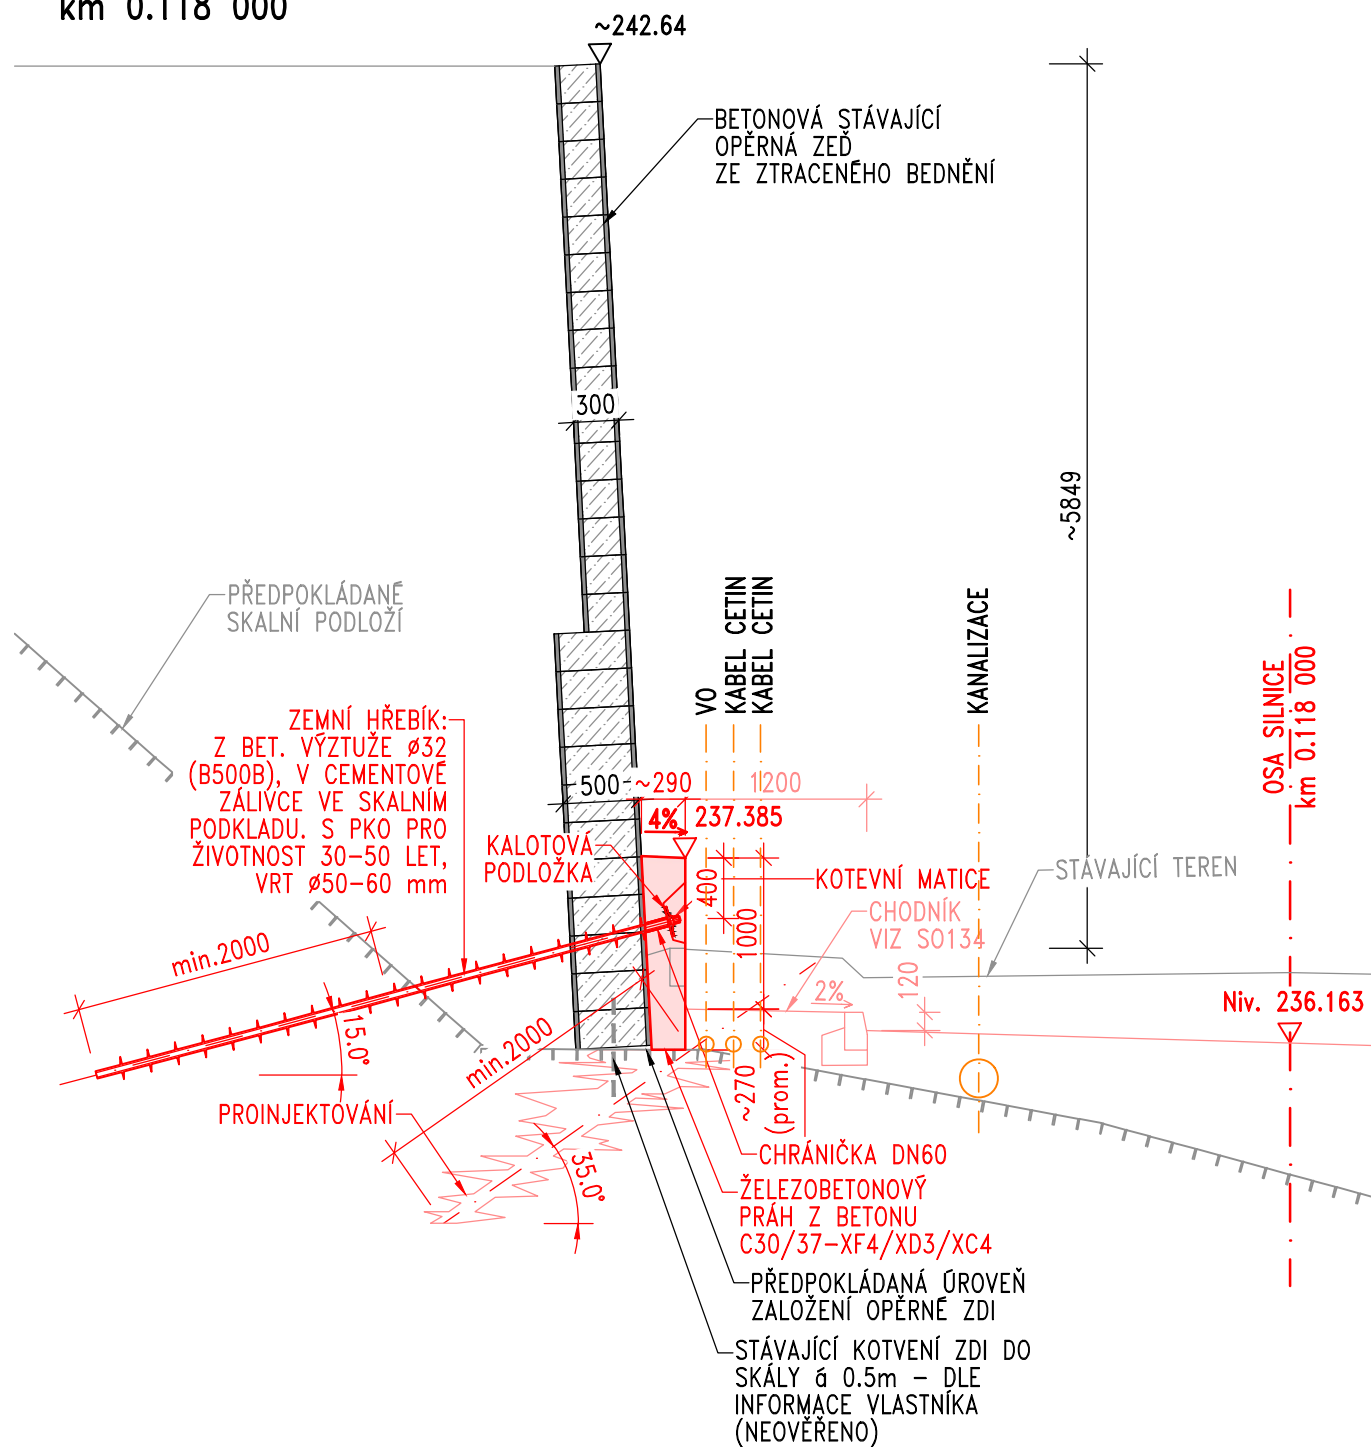 km 0.118 000
~242.64
BETONOVÁ STÁVAJÍCÍ
OPĚRNÁ ZEĎ
ZE ZTRACENÉHO BEDNĚNÍ
300
~5849
PŘEDPOKLÁDANÉ
SKALNÍ PODLOŽÍ
VO
KABEL CETIN
KABEL CETIN
KANALIZACE
OSA SILNICE
km 0.118 000
ZEMNÍ HŘEBÍK:
Z BET. VÝZTUŽE ø32
(B500B), V CEMENTOVÉ
ZÁLIVCE VE SKALNÍM
PODKLADU. S PKO PRO
ŽIVOTNOST 30-50 LET,
VRT ø50-60 mm
500
~290
1200
4%
237.385
KALOTOVÁ
PODLOŽKA
400
KOTEVNÍ MATICE
STÁVAJÍCÍ TEREN
CHODNÍK
VIZ SO134
1000
min.2000
120
2%
Niv. 236.163
15.0°
min.2000
~270
(prom.)
PROINJEKTOVÁNÍ
35.0°
CHRÁNIČKA DN60
ŽELEZOBETONOVÝ
PRÁH Z BETONU
C30/37-XF4/XD3/XC4
PŘEDPOKLÁDANÁ ÚROVEŇ
ZALOŽENÍ OPĚRNÉ ZDI
STÁVAJÍCÍ KOTVENÍ ZDI DO
SKÁLY á 0.5m - DLE
INFORMACE VLASTNÍKA
(NEOVĚŘENO)